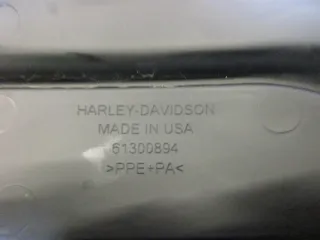 HARLEY-DAVIDSON
MADE IN USA
61300894
>PPE+PA<